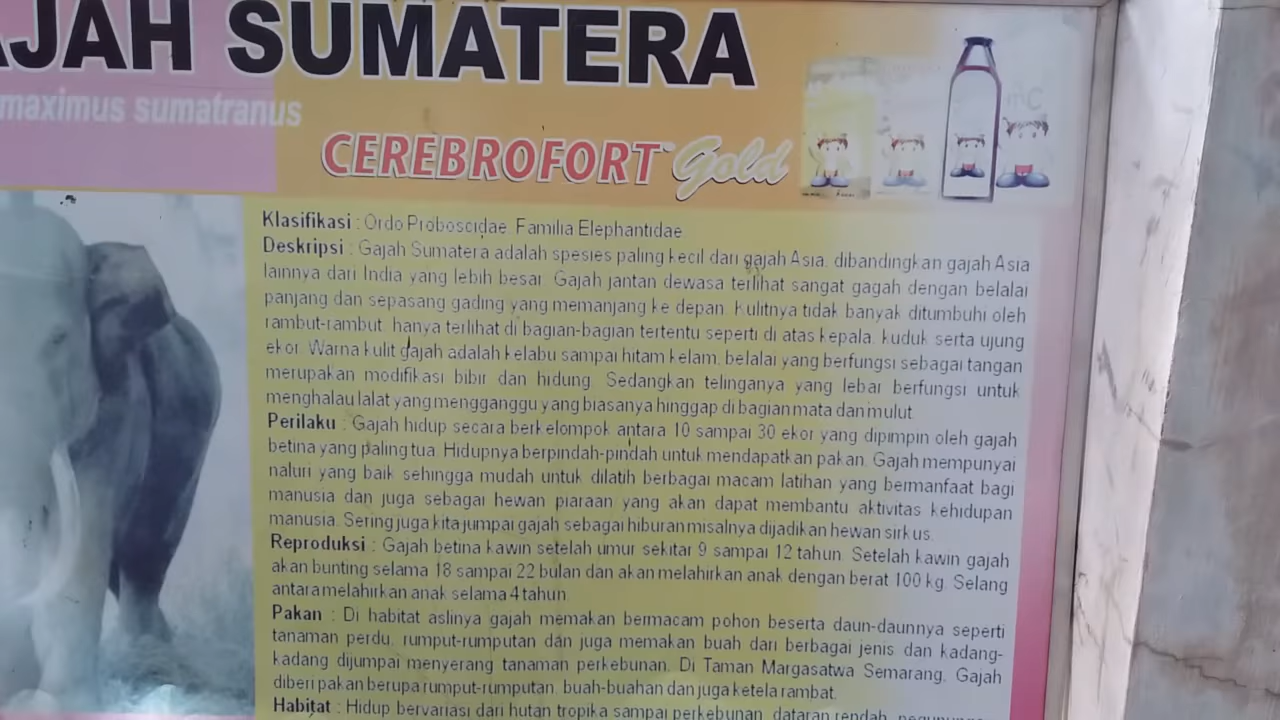 AJAH SUMATERA
maximus sumatranus
CEREBROFORT Gold
Klasifikasi : Ordo Proboscidae. Familia Elephantidae.
Deskripsi : Gajah Sumatera adalah spesies paling kecil dari gajah Asia, dibandingkan gajah Asia
lainnya dari India yang lebih besar. Gajah jantan dewasa terlihat sangat gagah dengan belalai
panjang dan sepasang gading yang memanjang ke depan. Kulitnya tidak banyak ditumbuhi oleh
rambut-rambut, hanya terlihat di bagian-bagian tertentu seperti di atas kepala, kuduk serta ujung
ekor. Warna kulit gajah adalah kelabu sampai hitam kelam, belalai yang berfungsi sebagai tangan
merupakan modifikasi bibir dan hidung. Sedangkan telinganya yang lebar berfungsi untuk
menghalau lalat yang mengganggu yang biasanya hinggap di bagian mata dan mulut.
Perilaku : Gajah hidup secara berkelompok antara 10 sampai 30 ekor yang dipimpin oleh gajah
betina yang paling tua. Hidupnya berpindah-pindah untuk mendapatkan pakan. Gajah mempunyai
naluri yang baik sehingga mudah untuk dilatih berbagai macam latihan yang bermanfaat bagi
manusia dan juga sebagai hewan piaraan yang akan dapat membantu aktivitas kehidupan
manusia. Sering juga kita jumpai gajah sebagai hiburan misalnya dijadikan hewan sirkus.
Reproduksi : Gajah betina kawin setelah umur sekitar 9 sampai 12 tahun. Setelah kawin gajah
akan bunting selama 18 sampai 22 bulan dan akan melahirkan anak dengan berat 100 kg. Selang
antara melahirkan anak selama 4 tahun.
Pakan : Di habitat aslinya gajah memakan bermacam pohon beserta daun-daunnya seperti
tanaman perdu, rumput-rumputan dan juga memakan buah dari berbagai jenis dan kadang-
kadang dijumpai menyerang tanaman perkebunan. Di Taman Margasatwa Semarang, Gajah
diberi pakan berupa rumput-rumputan, buah-buahan dan juga ketela rambat.
Habitat : Hidup bervariasi dari hutan tropika sampai perkebunan, dataran rendah,